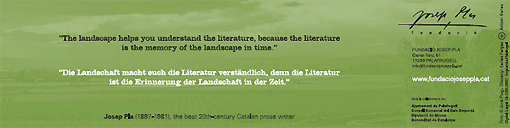 "The landscape helps you understand the literature, because the literature
is the memory of the landscape in time."
"Die Landschaft macht euch die Literatur verständlich, denn die Literatur
ist die Erinnerung der Landschaft in der Zeit."
Josep Pla (1897-1981), the best 20th-century Catalan prose writer
Josep Pla
fundació
FUNDACIÓ JOSEP PLA
Carrer Nou, 51
17200 PALAFRUGELL
www.fundaciojoseppla.cat
Ajuntament de Palafrugell
Consell Comarcal del Baix Empordà
Diputació de Girona
Generalitat de Catalunya